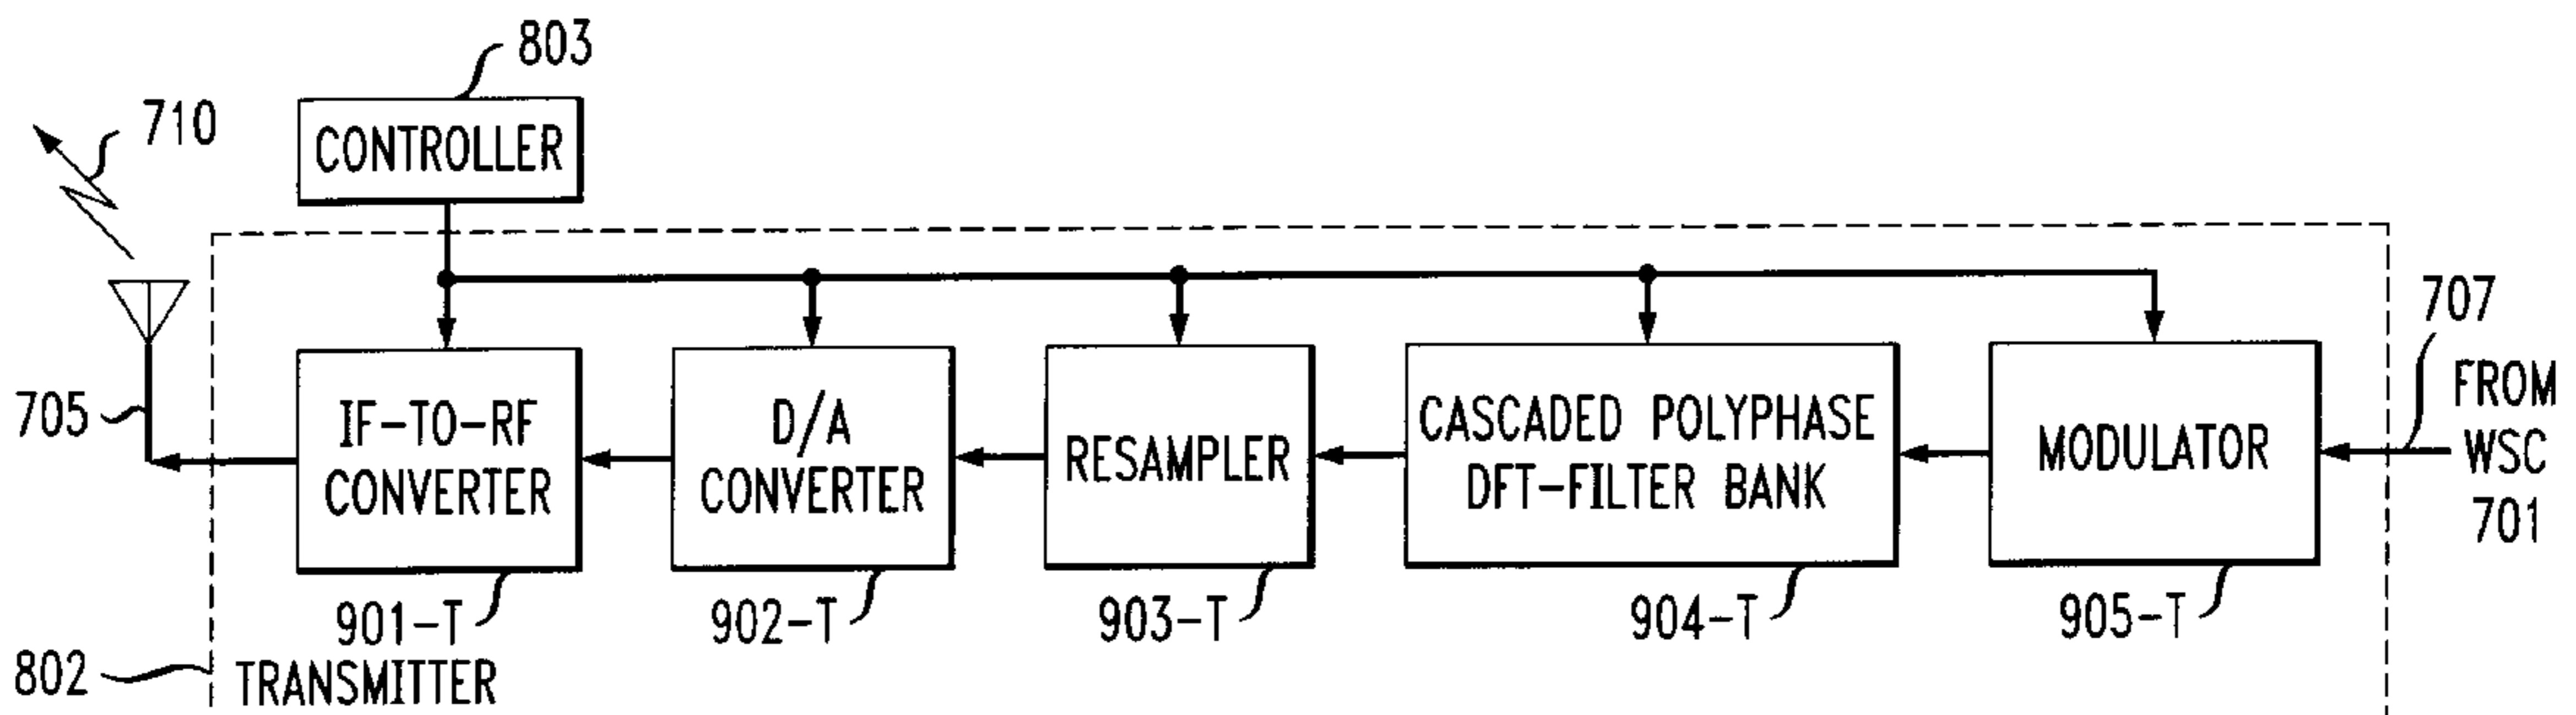 803
710
CONTROLLER
707
FROM
WSC
701
705
IF-TO-RF
CONVERTER
D/A
CONVERTER
RESAMPLER
CASCADED POLYPHASE
DFT-FILTER BANK
MODULATOR
901-T
902-T
903-T
904-T
905-T
802
TRANSMITTER